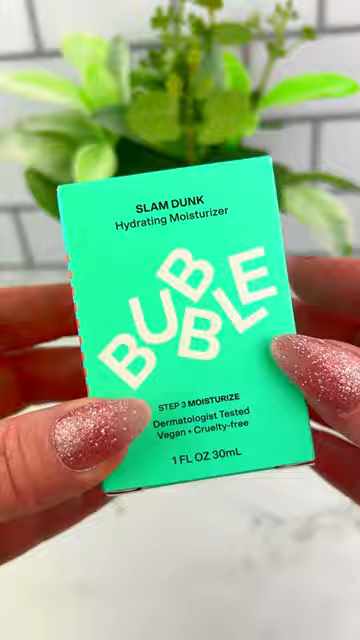 SLAM DUNK
Hydrating Moisturizer
BUBBLE
STEP 3 MOISTURIZE
Dermatologist Tested
Vegan • Cruelty-free
1 FL OZ 30mL